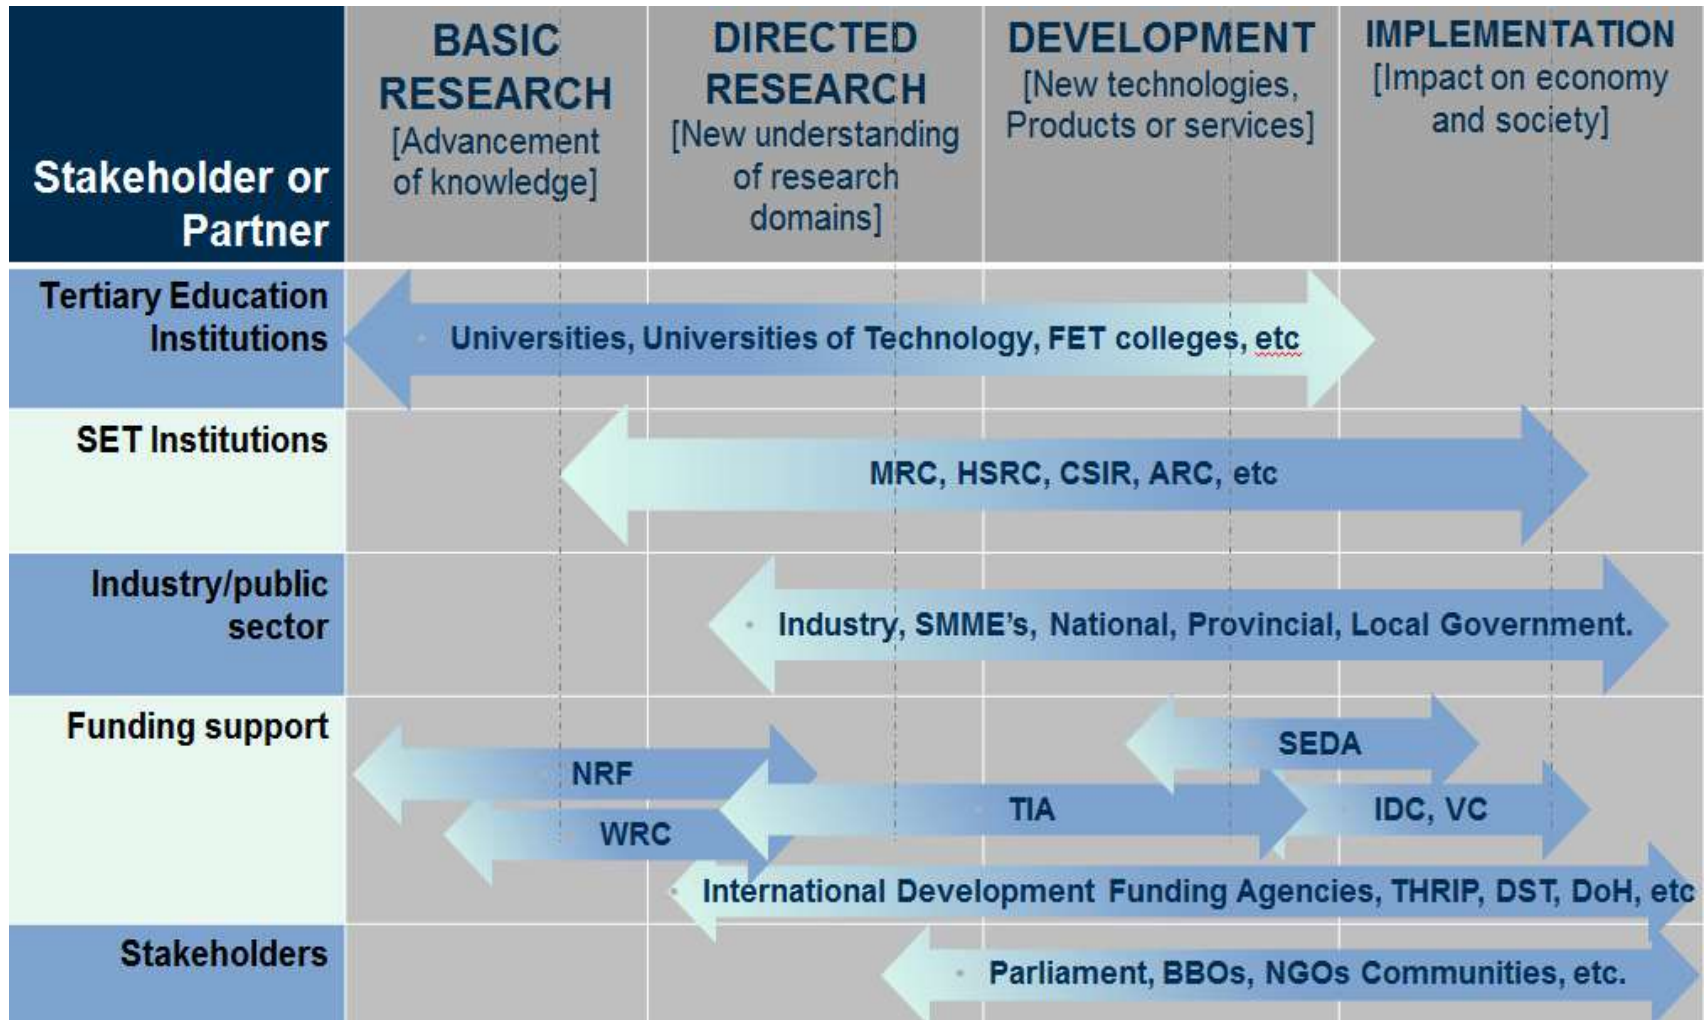 Stakeholder or
Partner
BASIC
RESEARCH
[Advancement
of knowledge]
DIRECTED
RESEARCH
[New understanding
of research
domains]
DEVELOPMENT
[New technologies,
Products or services]
IMPLEMENTATION
[Impact on economy
and society]
Tertiary Education
Institutions
Universities, Universities of Technology, FET colleges, etc
SET Institutions
MRC, HSRC, CSIR, ARC, etc
Industry/public
sector
Industry, SMME's, National, Provincial, Local Government.
Funding support
SEDA
NRF
TIA
IDC, VC
WRC
International Development Funding Agencies, THRIP, DST, DoH, etc
Stakeholders
Parliament, BBOs, NGOs Communities, etc.